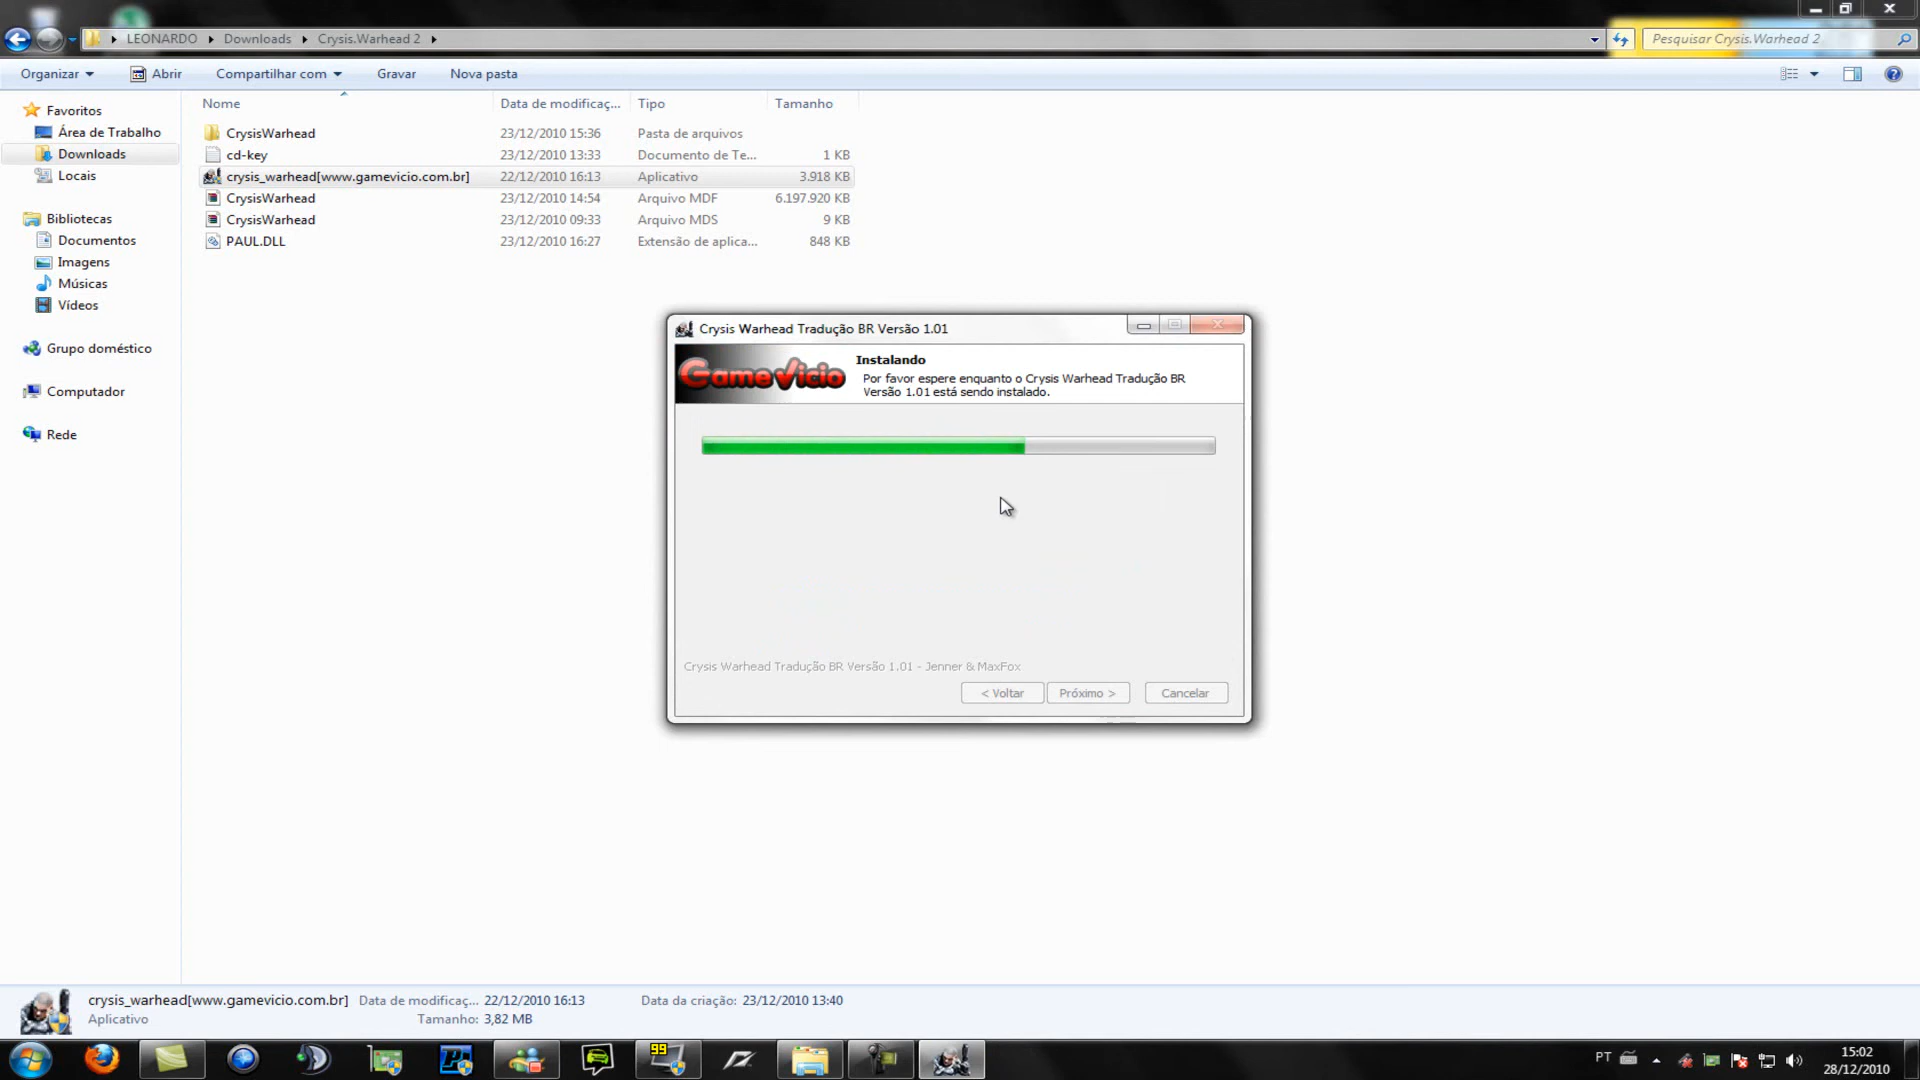 LEONARDO Downloads Crysis.Warhead 2
Pesquisar Crysis.Warhead 2
Organizar Abrir Compartilhar com Gravar Nova pasta
Nome Data de modificaç... Tipo Tamanho
Favoritos
Área de Trabalho
Downloads
Locais
Bibliotecas
Documentos
Imagens
Músicas
Vídeos
Grupo doméstico
Computador
Rede
CrysisWarhead 23/12/2010 15:36 Pasta de arquivos
cd-key 23/12/2010 13:33 Documento de Te... 1 KB
crysis_warhead[www.gamevicio.com.br] 22/12/2010 16:13 Aplicativo 3.918 KB
CrysisWarhead 23/12/2010 14:54 Arquivo MDF 6.197.920 KB
CrysisWarhead 23/12/2010 09:33 Arquivo MDS 9 KB
PAUL.DLL 23/12/2010 16:27 Extensão de aplica... 848 KB
Crysis Warhead Tradução BR Versão 1.01
GameVicio
Instalando
Por favor espere enquanto o Crysis Warhead Tradução BR
Versão 1.01 está sendo instalado.
Crysis Warhead Tradução BR Versão 1.01 - Jenner & MaxFox
< Voltar Próximo > Cancelar
crysis_warhead[www.gamevicio.com.br] Data de modificaç... 22/12/2010 16:13 Data da criação: 23/12/2010 13:40
Aplicativo Tamanho: 3,82 MB
99
PT
15:02
28/12/2010